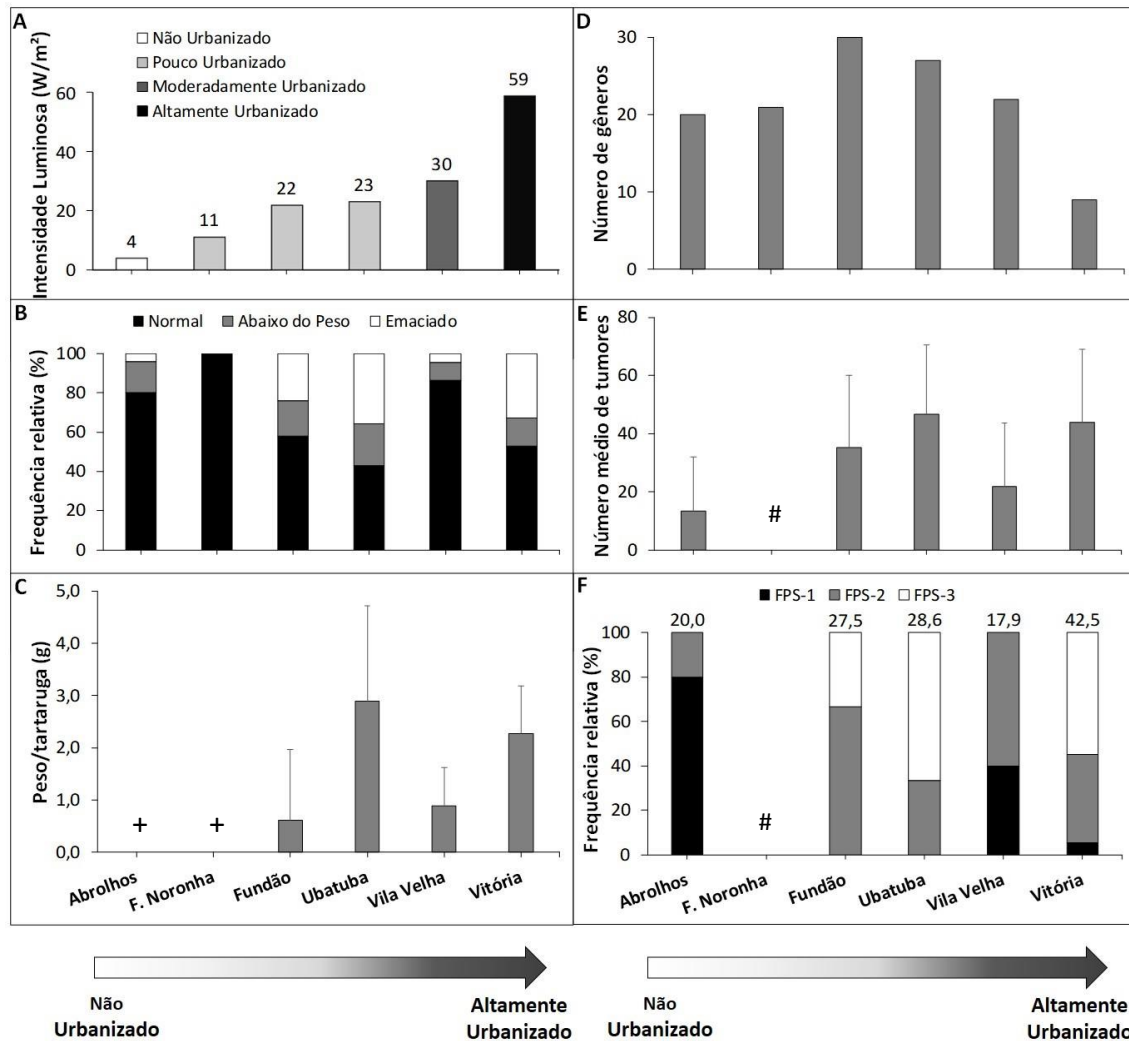 A
Intensidade Luminosa (W/m²)
Não Urbanizado
Pouco Urbanizado
Moderadamente Urbanizado
Altamente Urbanizado
60
40
20
0
4
11
22
23
30
59
B
Frequência relativa (%)
Normal
Abaixo do Peso
Emaciado
100
80
60
40
20
0
C
Peso/tartaruga (g)
5,0
4,0
3,0
2,0
1,0
0,0
+
+
Abrolhos
F. Noronha
Fundão
Ubatuba
Vila Velha
Vitória
Não
Urbanizado
Altamente
Urbanizado
D
Número de gêneros
30
20
10
0
E
Número médio de tumores
80
60
40
20
0
#
F
Frequência relativa (%)
FPS-1
FPS-2
FPS-3
100
80
60
40
20
0
20,0
#
27,5
28,6
17,9
42,5
Abrolhos
F. Noronha
Fundão
Ubatuba
Vila Velha
Vitória
Não
Urbanizado
Altamente
Urbanizado